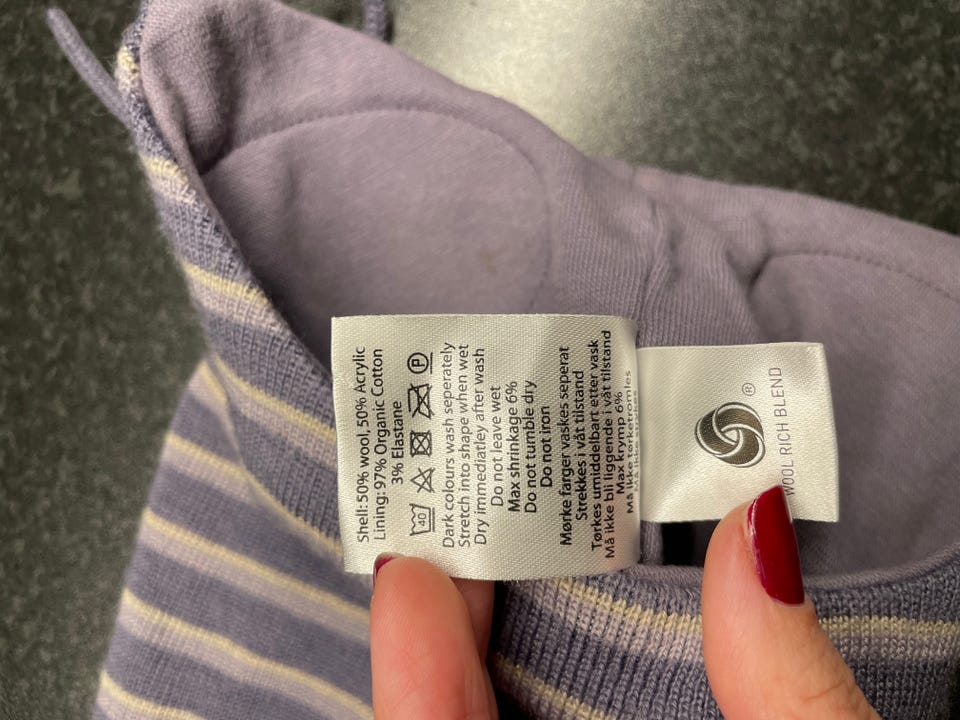 Shell: 50% wool, 50% Acrylic
Lining: 97% Organic Cotton
3% Elastane
40
P
Dark colours wash seperately
Stretch into shape when wet
Dry immediatley after wash
Do not leave wet
Max shrinkage 6%
Do not tumble dry
Do not iron
Mørke farger vaskes seperat
Strekkes i våt tilstand
Tørkes umiddelbart etter vask
Må ikke bli liggende i våt tilstand
Max krymp 6%
Må ikke tørketromles
®
WOOL RICH BLEND